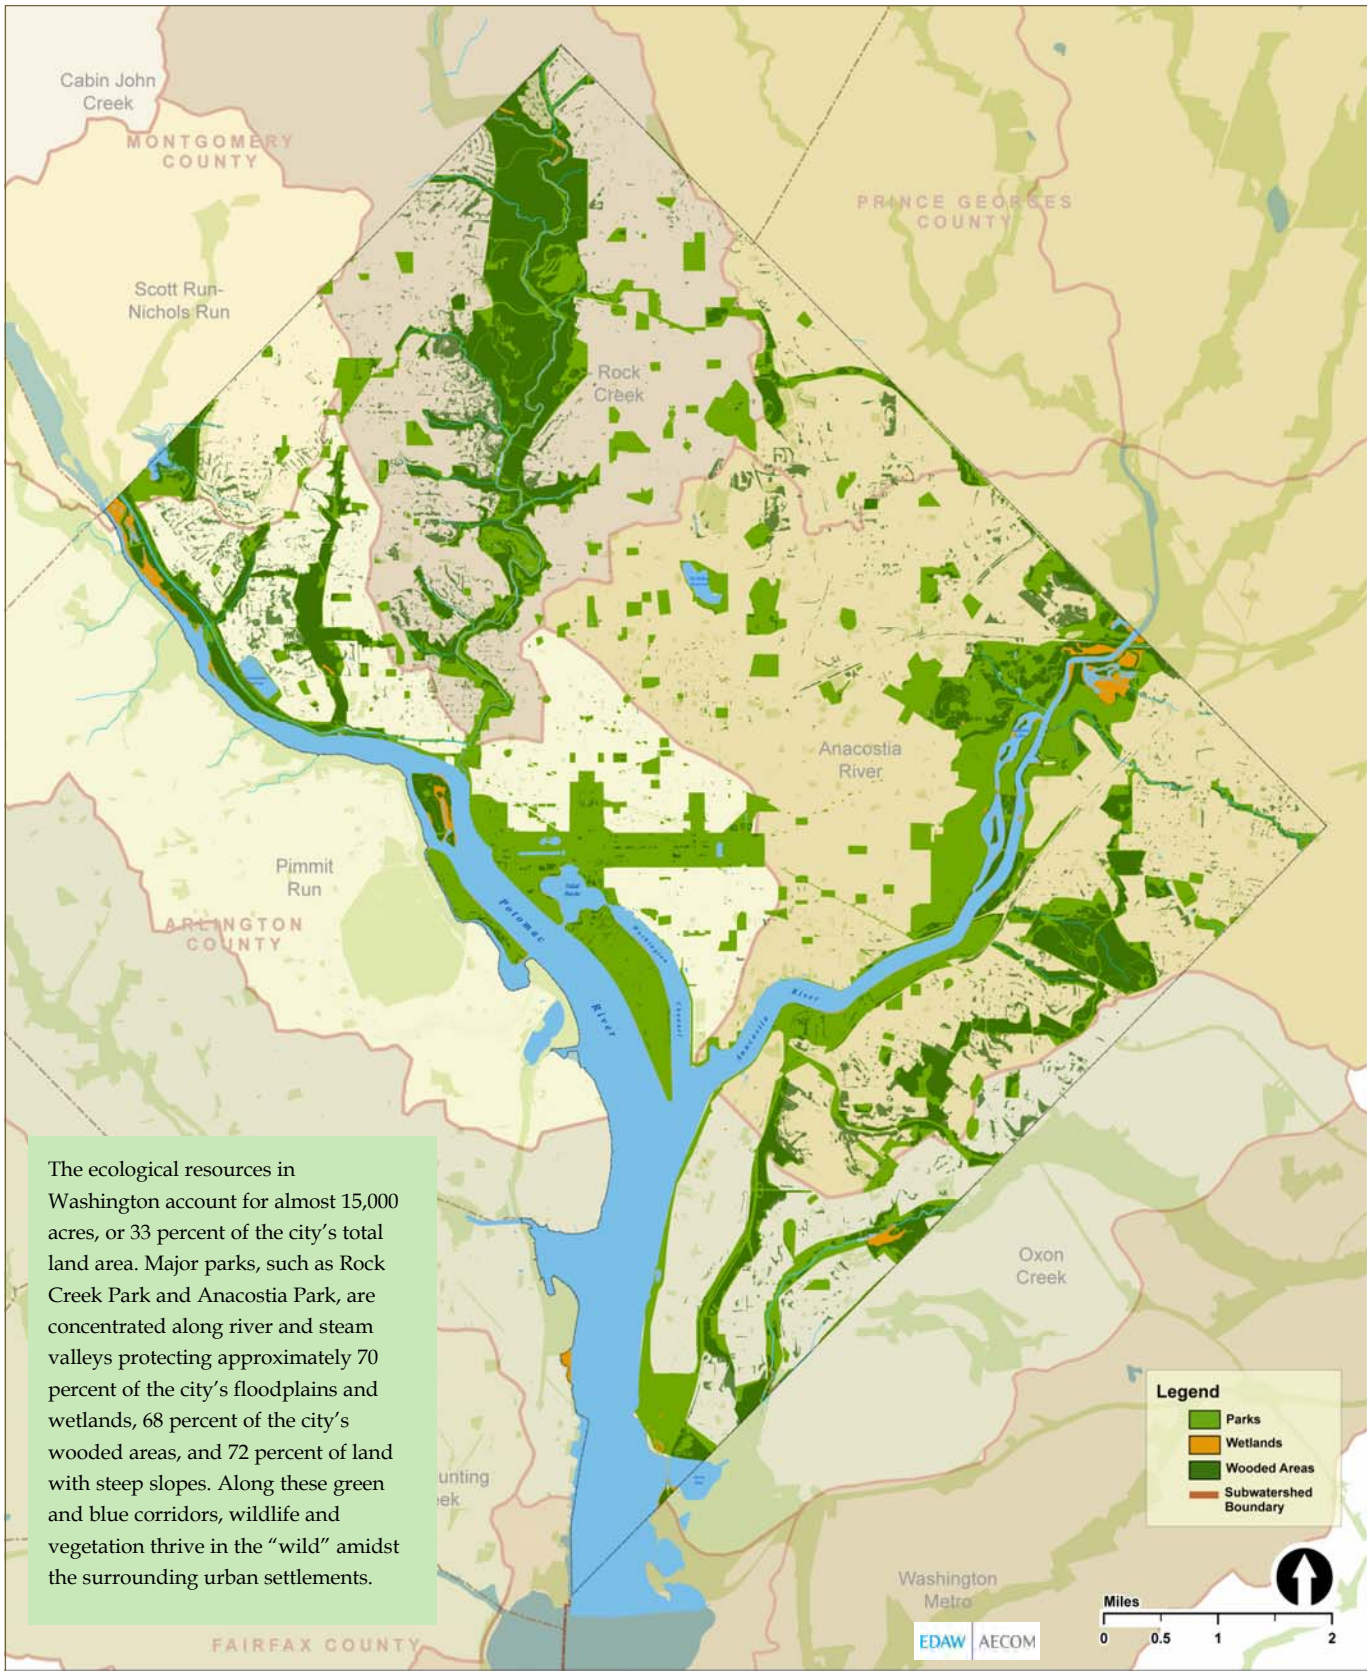 Cabin John
Creek
MONTGOMERY
COUNTY
PRINCE GEORGES
COUNTY
Scott Run-
Nichols Run
Rock
Creek
Anacostia
River
Pimmit
Run
ARLINGTON
COUNTY
Tidal
Basin
Potomac
River
Washington
Channel
Anacostia
River
The ecological resources in
Washington account for almost 15,000
acres, or 33 percent of the city’s total
land area. Major parks, such as Rock
Creek Park and Anacostia Park, are
concentrated along river and steam
valleys protecting approximately 70
percent of the city’s floodplains and
wetlands, 68 percent of the city’s
wooded areas, and 72 percent of land
with steep slopes. Along these green
and blue corridors, wildlife and
vegetation thrive in the “wild” amidst
the surrounding urban settlements.
unting
eek
Oxon
Creek
Legend
Parks
Wetlands
Wooded Areas
Subwatershed
Boundary
Washington
Metro
EDAW AECOM
Miles
0 0.5 1 2
FAIRFAX COUNTY